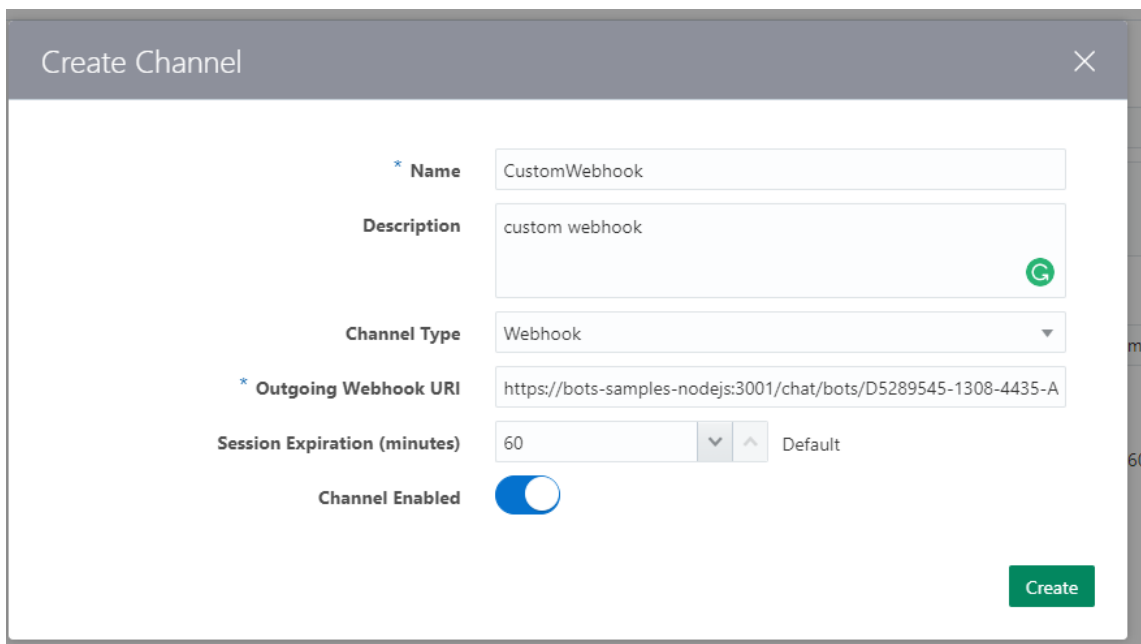 Create Channel
* Name CustomWebhook
Description custom webhook
Channel Type Webhook
* Outgoing Webhook URI https://bots-samples-nodejs:3001/chat/bots/D5289545-1308-4435-A
Session Expiration (minutes) 60 Default
Channel Enabled
Create